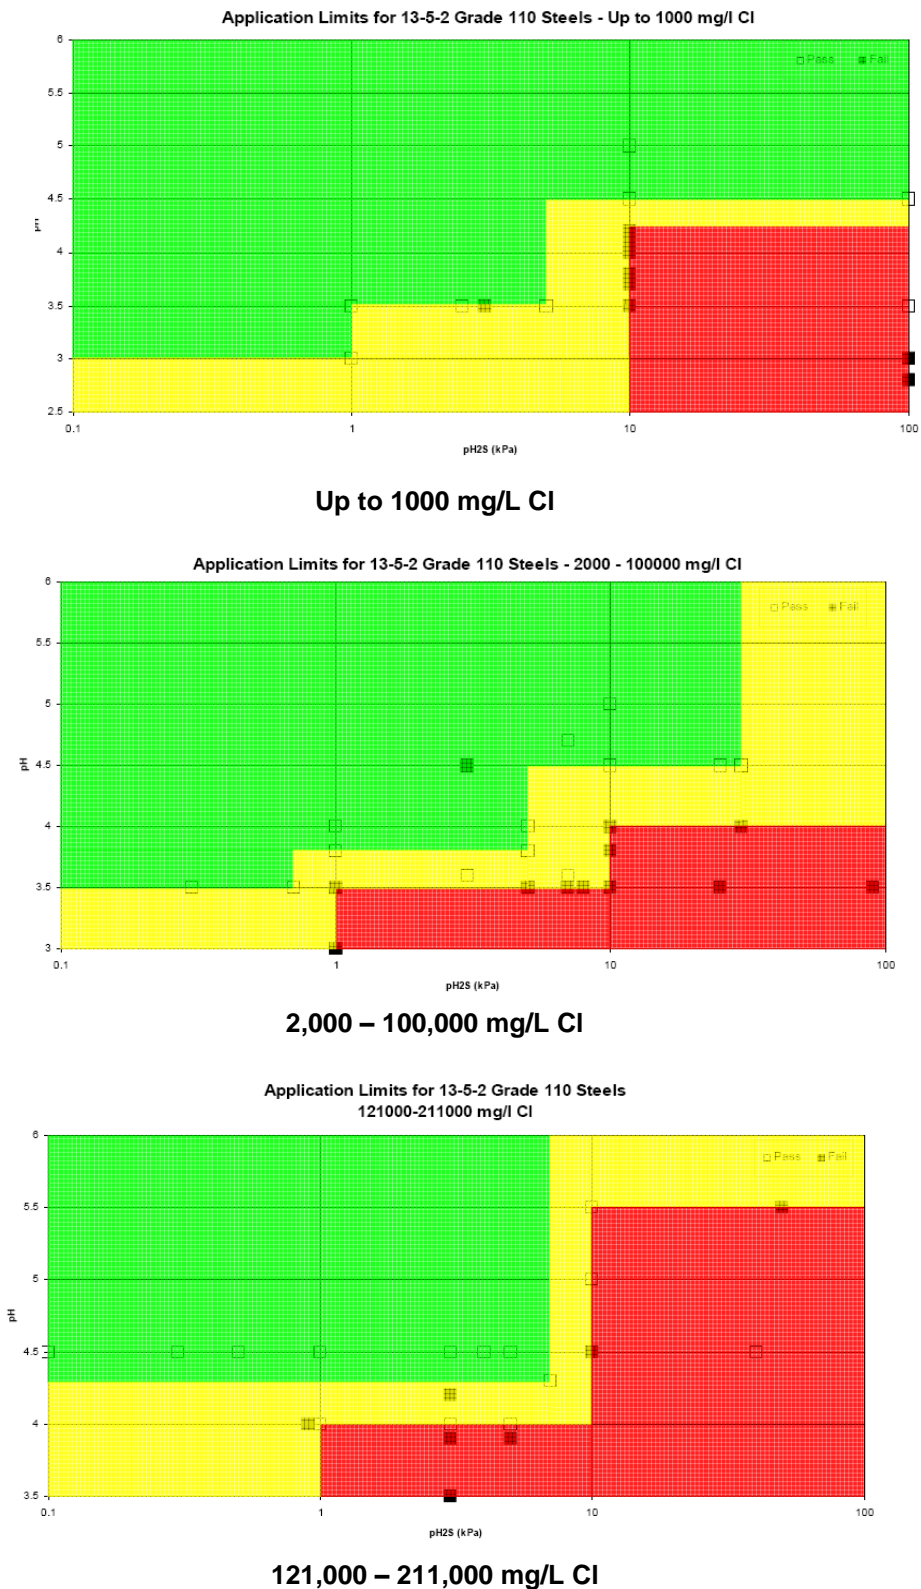 Application Limits for 13-5-2 Grade 110 Steels - Up to 1000 mg/l Cl
6
Pass Fail
5.5
5
4.5
pH
4
3.5
3
2.5
0.1 1 10 100
pH2S (kPa)
Up to 1000 mg/L Cl
Application Limits for 13-5-2 Grade 110 Steels - 2000 - 100000 mg/l Cl
6
Pass Fail
5.5
5
4.5
pH
4
3.5
3
0.1 1 10 100
pH2S (kPa)
2,000 – 100,000 mg/L Cl
Application Limits for 13-5-2 Grade 110 Steels
121000-211000 mg/l Cl
6
Pass Fail
5.5
5
pH
4.5
4
3.5
0.1 1 10 100
pH2S (kPa)
121,000 – 211,000 mg/L Cl